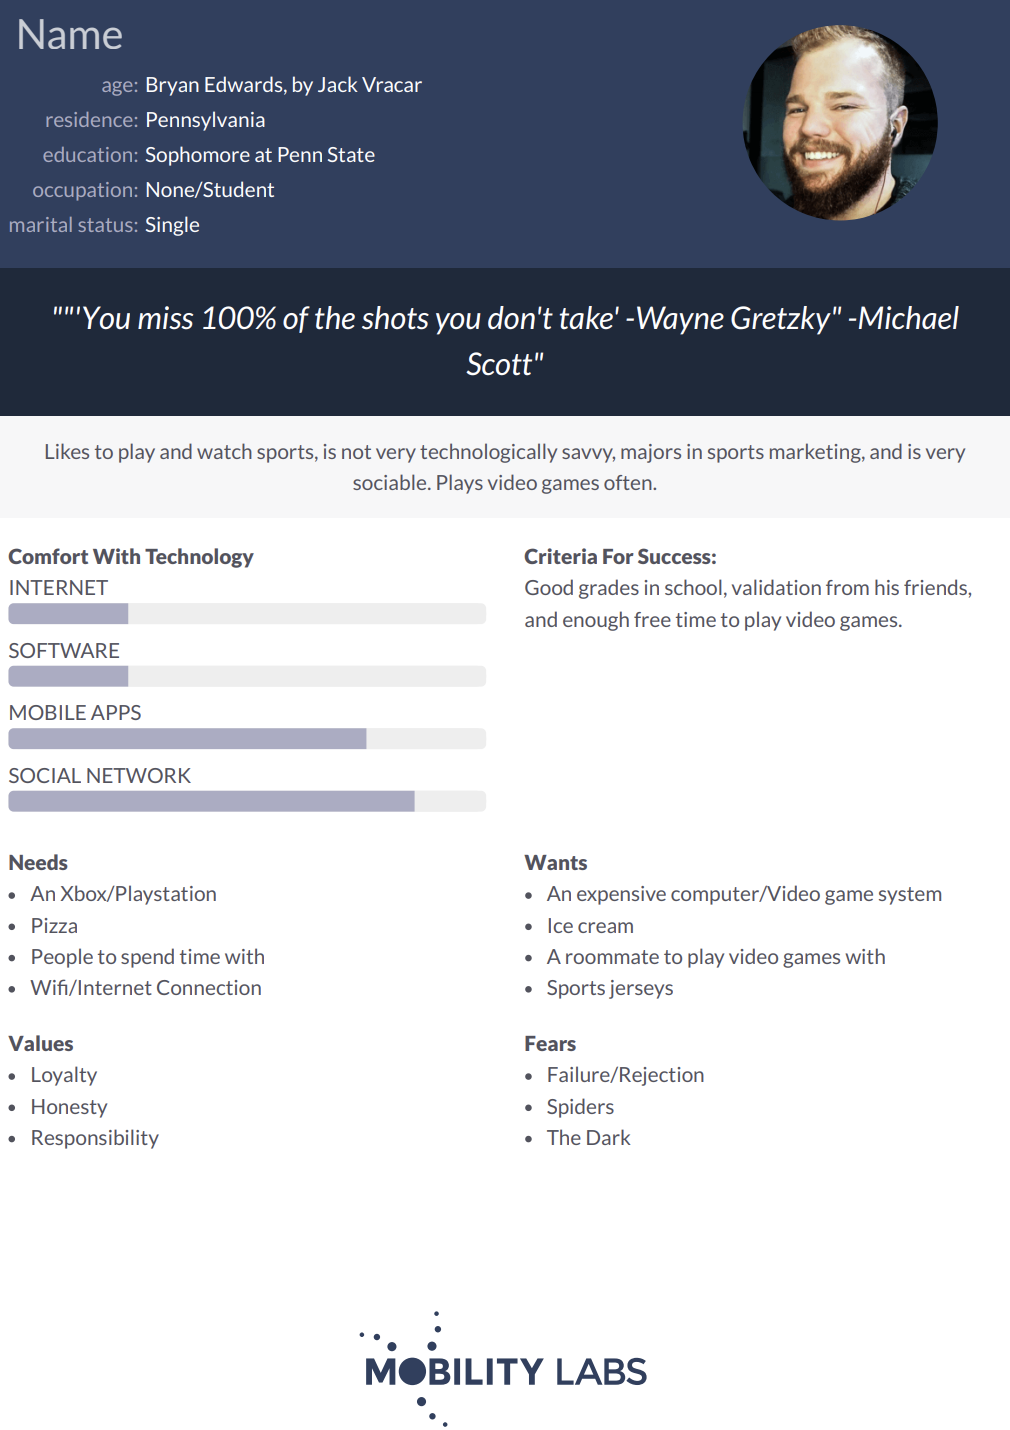 Name
age: Bryan Edwards, by Jack Vracar
residence: Pennsylvania
education: Sophomore at Penn State
occupation: None/Student
marital status: Single
""'You miss 100% of the shots you don't take' -Wayne Gretzky" -Michael
Scott"
Likes to play and watch sports, is not very technologically savvy, majors in sports marketing, and is very
sociable. Plays video games often.
Comfort With Technology
INTERNET
SOFTWARE
MOBILE APPS
SOCIAL NETWORK
Criteria For Success:
Good grades in school, validation from his friends,
and enough free time to play video games.
Needs
• An Xbox/Playstation
• Pizza
• People to spend time with
• Wifi/Internet Connection
Wants
• An expensive computer/Video game system
• Ice cream
• A roommate to play video games with
• Sports jerseys
Values
• Loyalty
• Honesty
• Responsibility
Fears
• Failure/Rejection
• Spiders
• The Dark
MOBILITY LABS